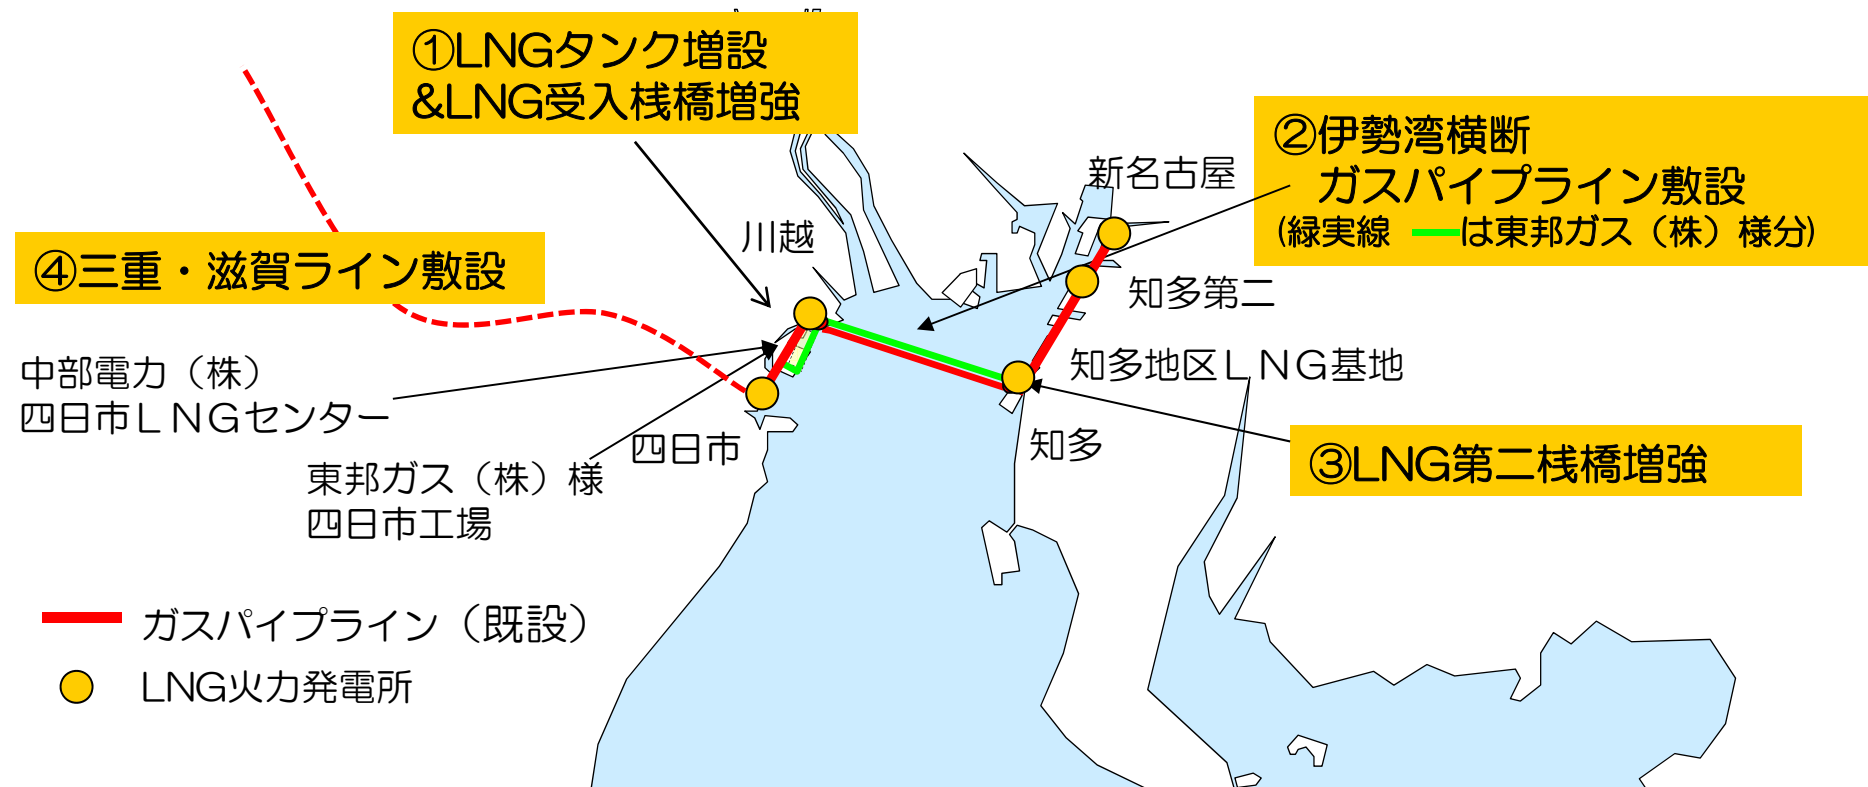 ①LNGタンク増設
&LNG受入桟橋増強
②伊勢湾横断
ガスパイプライン敷設
(緑実線　は東邦ガス（株）様分)
新名古屋
川越
④三重・滋賀ライン敷設
知多第二
中部電力（株）
四日市ＬＮＧセンター
知多地区ＬＮＧ基地
四日市
知多
③LNG第二桟橋増強
東邦ガス（株）様
四日市工場
ガスパイプライン（既設）
LNG火力発電所